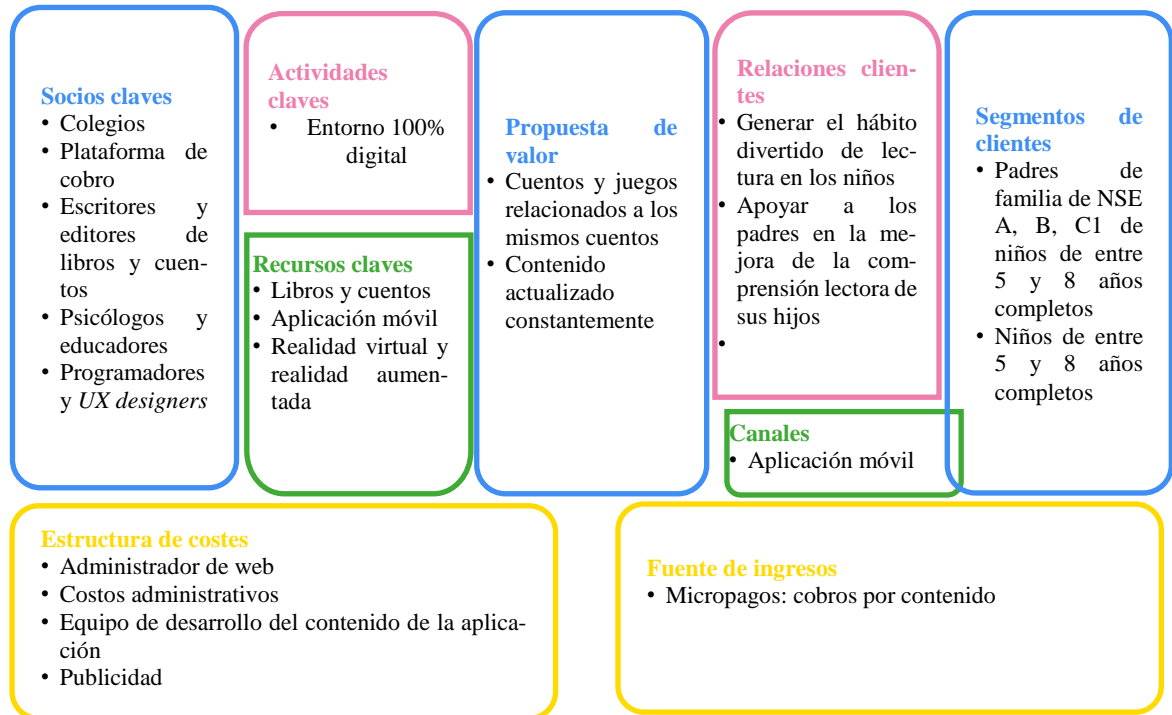 Socios claves
• Colegios
• Plataforma de
cobro
• Escritores y
editores de
libros y cuen-
tos
• Psicólogos y
educadores
• Programadores
y UX designers
Actividades
claves
• Entorno 100%
digital
Recursos claves
• Libros y cuentos
• Aplicación móvil
• Realidad virtual y
realidad aumen-
tada
Propuesta de
valor
• Cuentos y juegos
relacionados a los
mismos cuentos
• Contenido
actualizado
constantemente
Relaciones clien-
tes
• Generar el hábito
divertido de lec-
tura en los niños
• Apoyar a los
padres en la me-
jora de la com-
prensión lectora de
sus hijos
•
Canales
• Aplicación móvil
Segmentos de
clientes
• Padres de
familia de NSE
A, B, C1 de
niños de entre
5 y 8 años
completos
• Niños de entre
5 y 8 años
completos
Estructura de costes
• Administrador de web
• Costos administrativos
• Equipo de desarrollo del contenido de la aplica-
ción
• Publicidad
Fuente de ingresos
• Micropagos: cobros por contenido